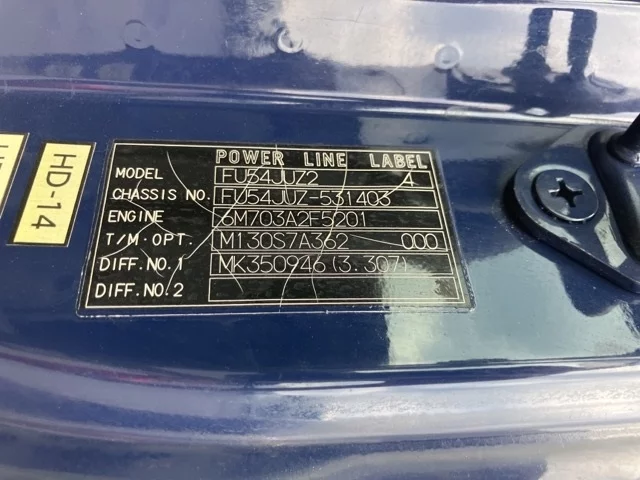 POWER LINE LABEL
MODEL FU54JUZ2 4
CHASSIS NO. FU54JUZ-531403
ENGINE 6M703A2F5201
T/M·OPT. M130S7A362 000
DIFF.NO.1 MK350946 (3.307)
DIFF.NO.2
HD-14